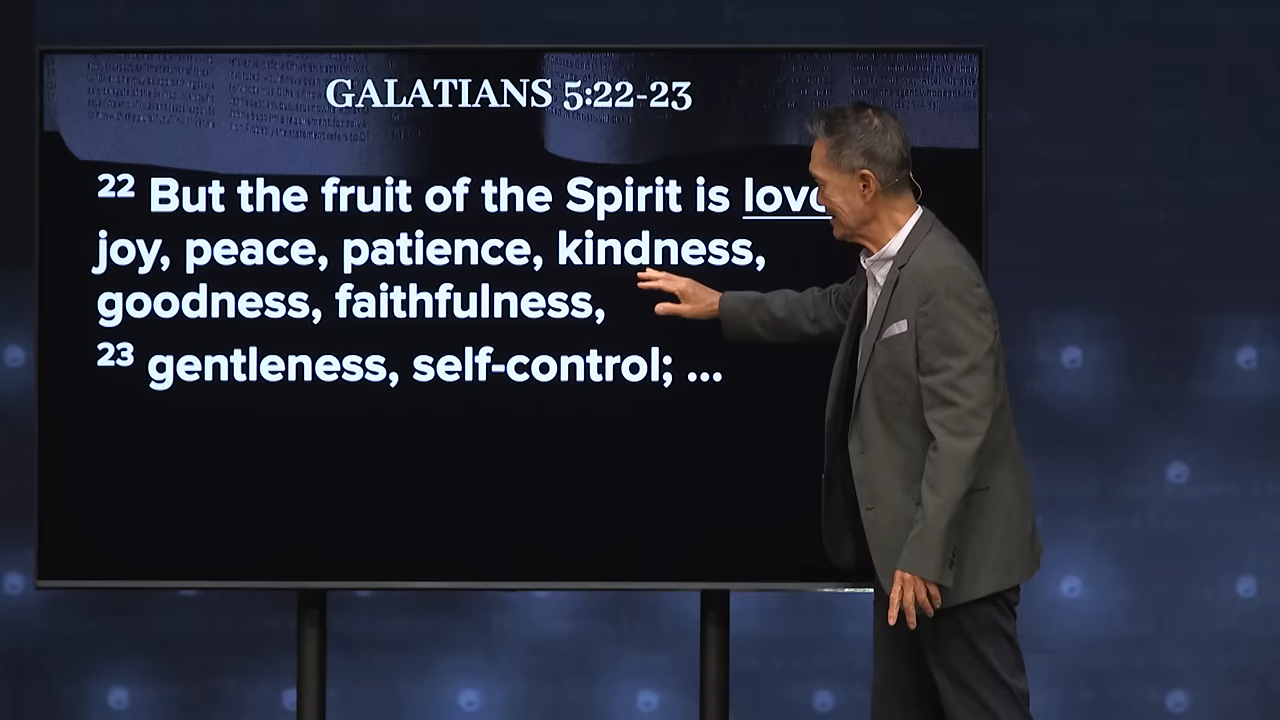 GALATIANS 5:22-23
22 But the fruit of the Spirit is
joy, peace, patience, kindness,
goodness, faithfulness,
23 gentleness, self-control; ...